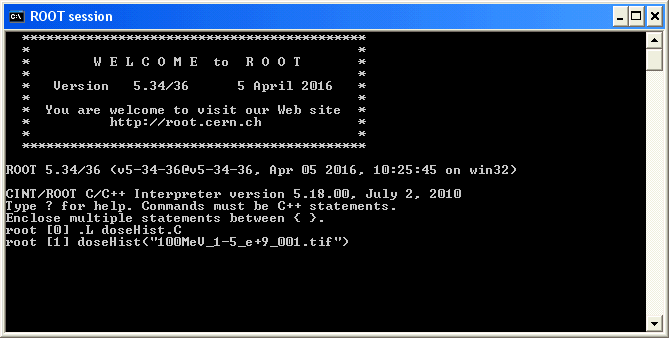 ROOT session
*******************************************
*                                         *
*        W E L C O M E  to  R O O T       *
*                                         *
*   Version   5.34/36      5 April 2016   *
*                                         *
*  You are welcome to visit our Web site  *
*          http://root.cern.ch            *
*                                         *
*******************************************
ROOT 5.34/36 (v5-34-36@v5-34-36, Apr 05 2016, 10:25:45 on win32)
CINT/ROOT C/C++ Interpreter version 5.18.00, July 2, 2010
Type ? for help. Commands must be C++ statements.
Enclose multiple statements between { }.
root [0] .L doseHist.C
root [1] doseHist("100MeV_1-5_e+9_001.tif")